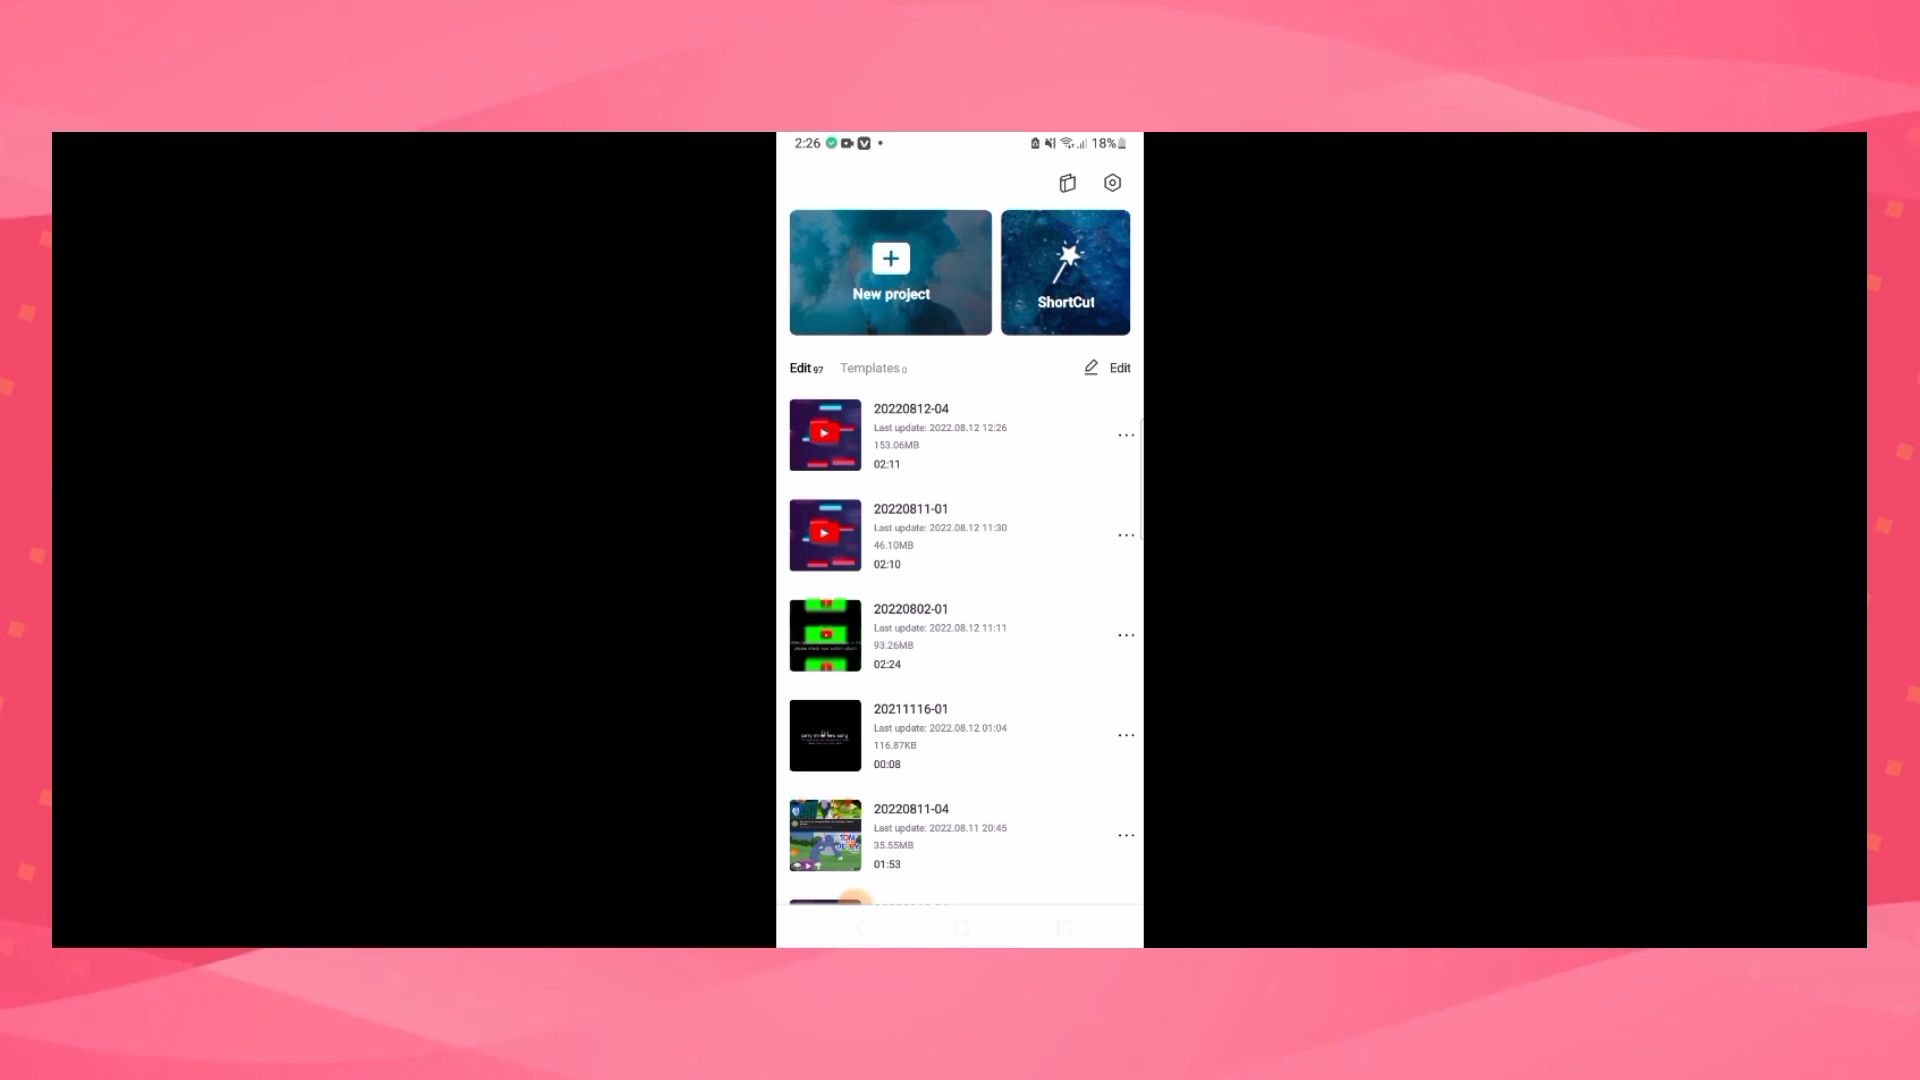 2:26
18%
New project
ShortCut
Edit 97
Templates 0
Edit
20220812-04
Last update: 2022.08.12 12:26
153.06MB
02:11
20220811-01
Last update: 2022.08.12 11:30
46.10MB
02:10
20220802-01
Last update: 2022.08.12 11:11
93.26MB
02:24
20211116-01
Last update: 2022.08.12 01:04
116.87KB
00:08
20220811-04
Last update: 2022.08.11 20:45
35.55MB
01:53